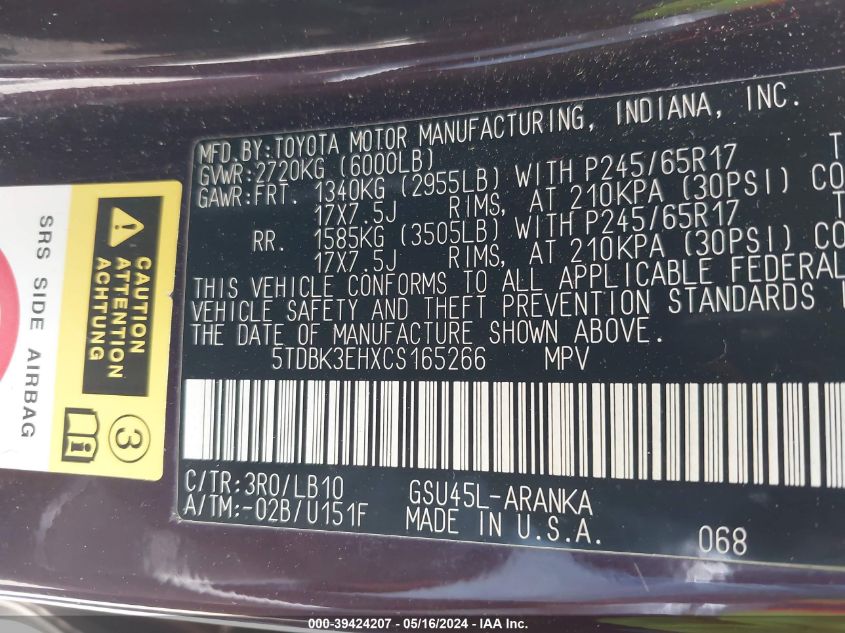 MFD.BY:TOYOTA MOTOR MANUFACTURING, INDIANA, INC.
GVWR:2720KG (6000LB)
GAWR:FRT. 1340KG (2955LB) WITH P245/65R17 T
17X7.5J RIMS, AT 210KPA (30PSI) CO
RR. 1585KG (3505LB) WITH P245/65R17 T
17X7.5J RIMS, AT 210KPA (30PSI) CO
THIS VEHICLE CONFORMS TO ALL APPLICABLE FEDERAL
VEHICLE SAFETY AND THEFT PREVENTION STANDARDS
THE DATE OF MANUFACTURE SHOWN ABOVE.
5TDBK3EHXCS165266 MPV
C/TR:3R0/LB10 GSU45L-ARANKA
A/TM:-02B/U151F MADE IN U.S.A. 068
SRS SIDE AIRBAG
CAUTION
ATTENTION
ACHTUNG
3
000-39424207 - 05/16/2024 - IAA Inc.